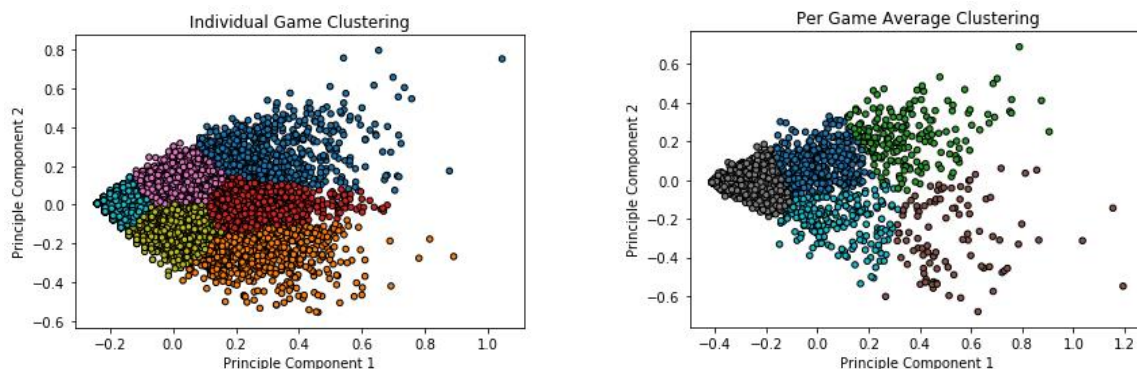 Individual Game Clustering
0.8
0.6
0.4
0.2
0.0
−0.2
−0.4
−0.6
Principle Component 2
−0.2 0.0 0.2 0.4 0.6 0.8 1.0
Principle Component 1
Per Game Average Clustering
0.6
0.4
0.2
0.0
−0.2
−0.4
−0.6
Principle Component 2
−0.4 −0.2 0.0 0.2 0.4 0.6 0.8 1.0 1.2
Principle Component 1